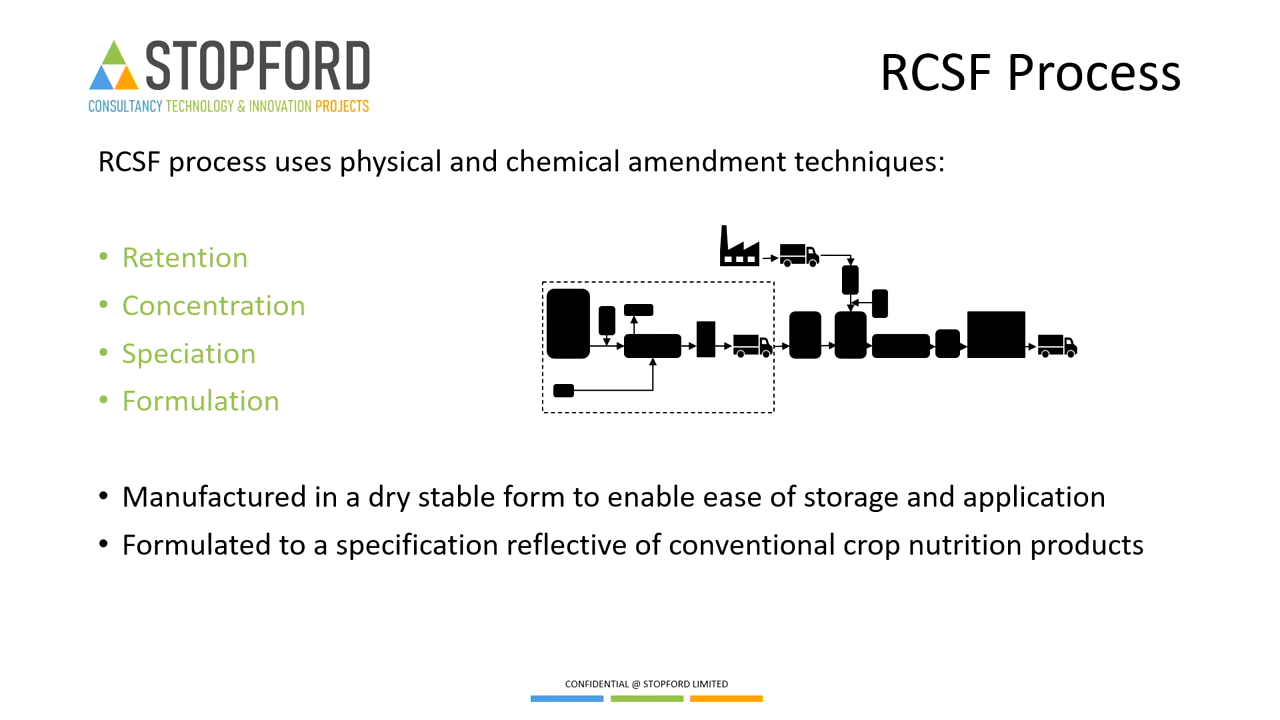 STOPFORD
CONSULTANCY TECHNOLOGY & INNOVATION PROJECTS
RCSF Process
RCSF process uses physical and chemical amendment techniques:
• Retention
• Concentration
• Speciation
• Formulation
• Manufactured in a dry stable form to enable ease of storage and application
• Formulated to a specification reflective of conventional crop nutrition products
CONFIDENTIAL @ STOPFORD LIMITED